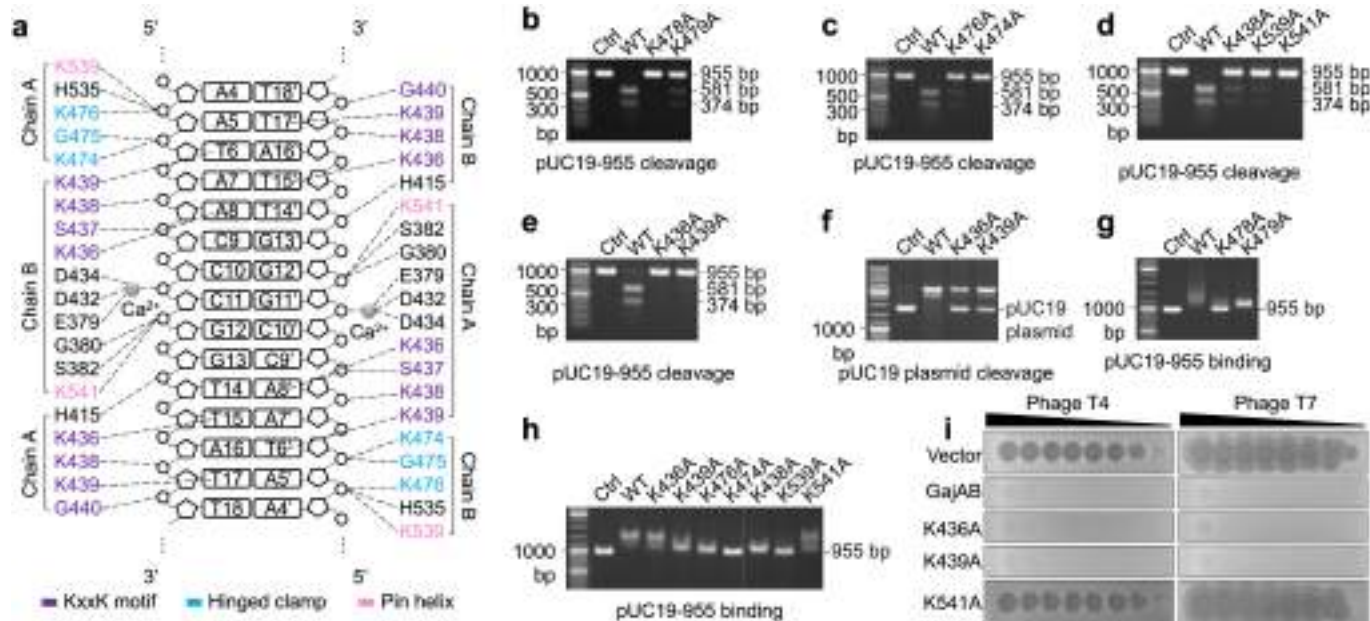 a
5'
3'
Chain A
K539
H535
K476
G475
K474
Chain B
K439
K438
S437
K436
D434
D432
E379
G380
S382
K541
Chain A
H415
K436
K438
K439
G440
Ca²⁺
A4 T18'
A5 T17'
T6 A16'
A7 T15'
A8 T14'
C9 G13'
C10 G12'
C11 G11'
G12 C10'
G13 C9'
T14 A8'
T15 A7'
A16 T6'
T17 A5'
T18 A4'
Ca²⁺
G440
K439
K438
K436
H415
Chain B
K541
S382
G380
E379
D432
D434
K436
S437
K438
K439
Chain A
K474
G475
K476
H535
K539
Chain B
3'
5'
KxxK motif
Hinged clamp
Pin helix
b
Ctrl WT K478A K479A
1000
500
300
bp
955 bp
581 bp
374 bp
pUC19-955 cleavage
c
Ctrl WT K476A K474A
1000
500
300
bp
955 bp
581 bp
374 bp
pUC19-955 cleavage
d
Ctrl WT K438A K539A K541A
1000
500
300
bp
955 bp
581 bp
374 bp
pUC19-955 cleavage
e
Ctrl WT K438A K439A
1000
500
300
bp
955 bp
581 bp
374 bp
pUC19-955 cleavage
f
Ctrl WT K436A K439A
1000
bp
pUC19
plasmid
pUC19 plasmid cleavage
g
Ctrl WT K478A K479A
1000
bp
955 bp
pUC19-955 binding
h
Ctrl WT K436A K439A K476A K474A K438A K539A K541A
1000
bp
955 bp
pUC19-955 binding
i
Phage T4
Phage T7
Vector
GajAB
K436A
K439A
K541A